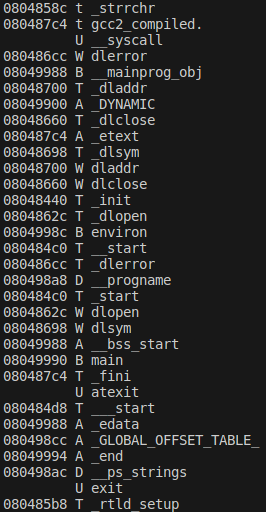 0804858c t _strrchr
080487c4 t gcc2_compiled.
U __syscall
080486cc W dlerror
08049988 B __mainprog_obj
080486b0 T _dladdr
08049900 A _DYNAMIC
08048660 T _dlclose
080487c4 A _etext
08048698 T _dlsym
08048700 W dladdr
08048660 W dlclose
08048440 T _init
0804862c T _dlopen
0804998c B environ
080484c0 T __start
080486cc T _dlerror
080498a8 D __progname
080484c0 T _start
0804862c W dlopen
08048698 W dlsym
08049988 A __bss_start
08049990 B main
080487c4 T _fini
U atexit
080484d8 T ___start
08049988 A _edata
080498cc A _GLOBAL_OFFSET_TABLE_
08049994 A _end
080498ac D __ps_strings
U exit
080485b8 T _rtld_setup